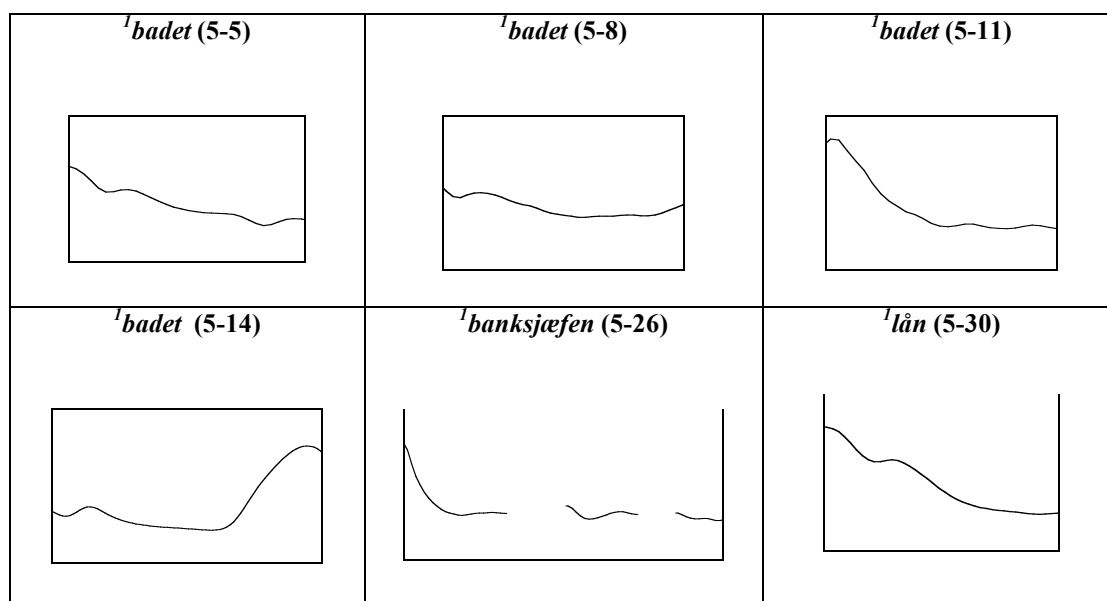 ¹badet (5-5)
¹badet (5-8)
¹badet (5-11)
¹badet (5-14)
¹banksjæfen (5-26)
¹lån (5-30)